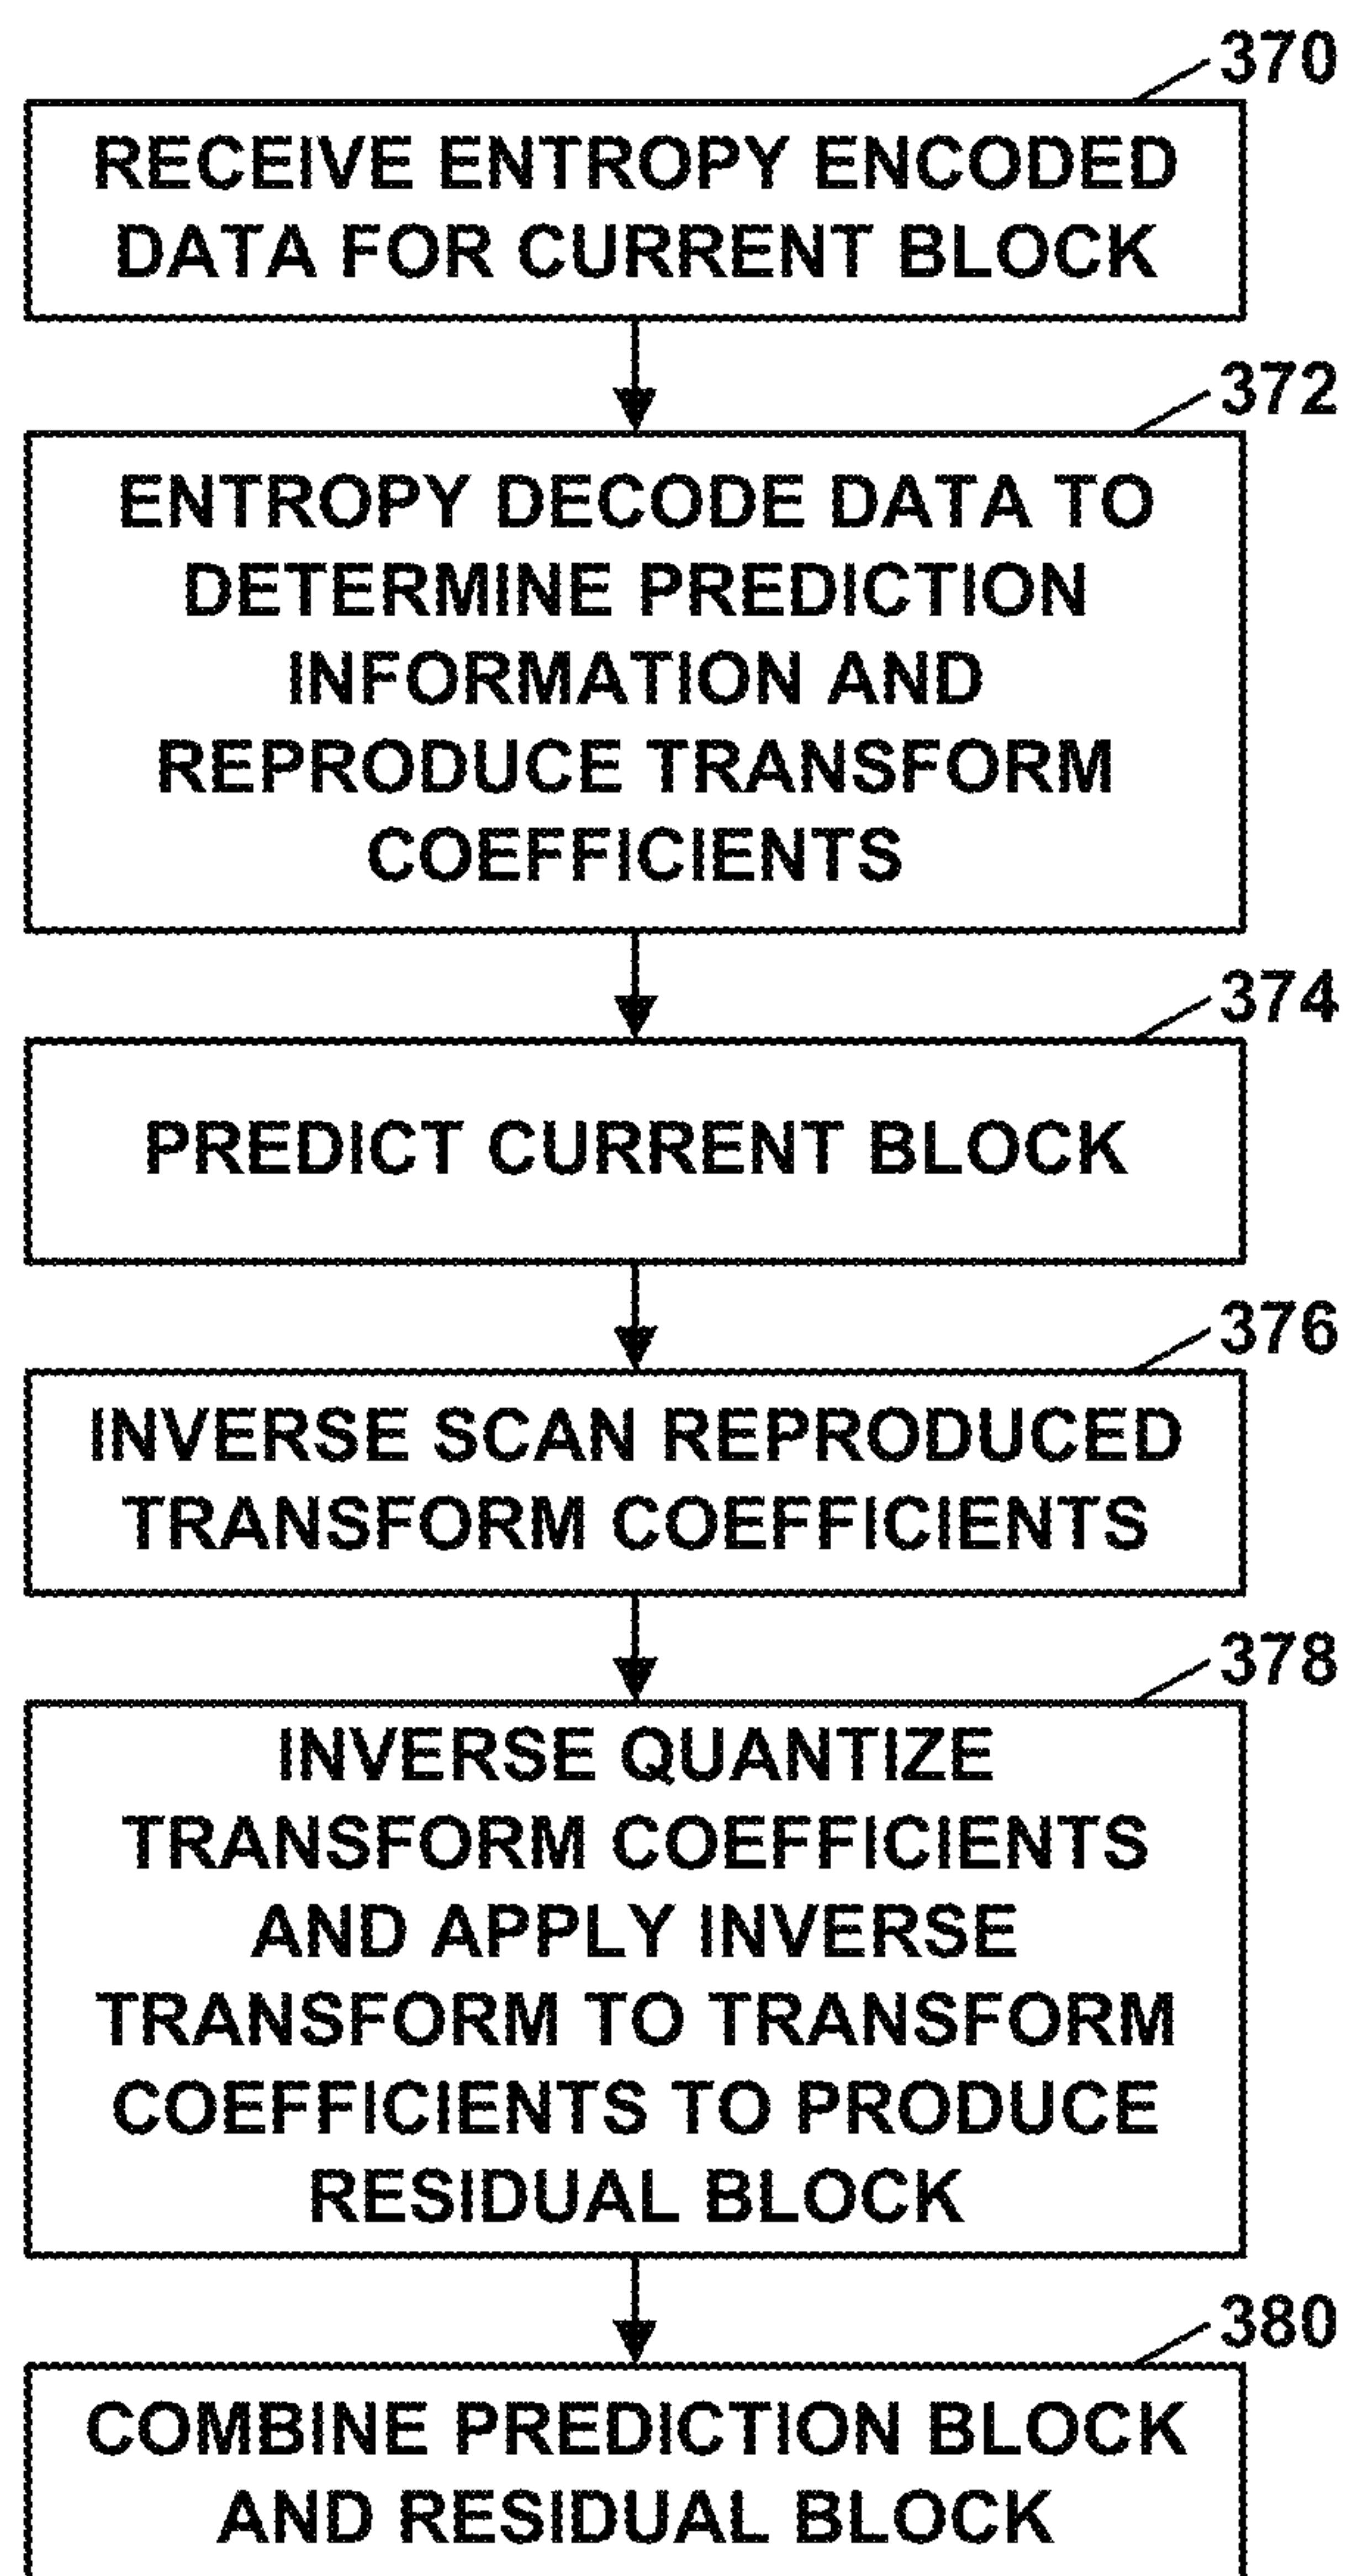 370
RECEIVE ENTROPY ENCODED
DATA FOR CURRENT BLOCK
372
ENTROPY DECODE DATA TO
DETERMINE PREDICTION
INFORMATION AND
REPRODUCE TRANSFORM
COEFFICIENTS
374
PREDICT CURRENT BLOCK
376
INVERSE SCAN REPRODUCED
TRANSFORM COEFFICIENTS
378
INVERSE QUANTIZE
TRANSFORM COEFFICIENTS
AND APPLY INVERSE
TRANSFORM TO TRANSFORM
COEFFICIENTS TO PRODUCE
RESIDUAL BLOCK
380
COMBINE PREDICTION BLOCK
AND RESIDUAL BLOCK